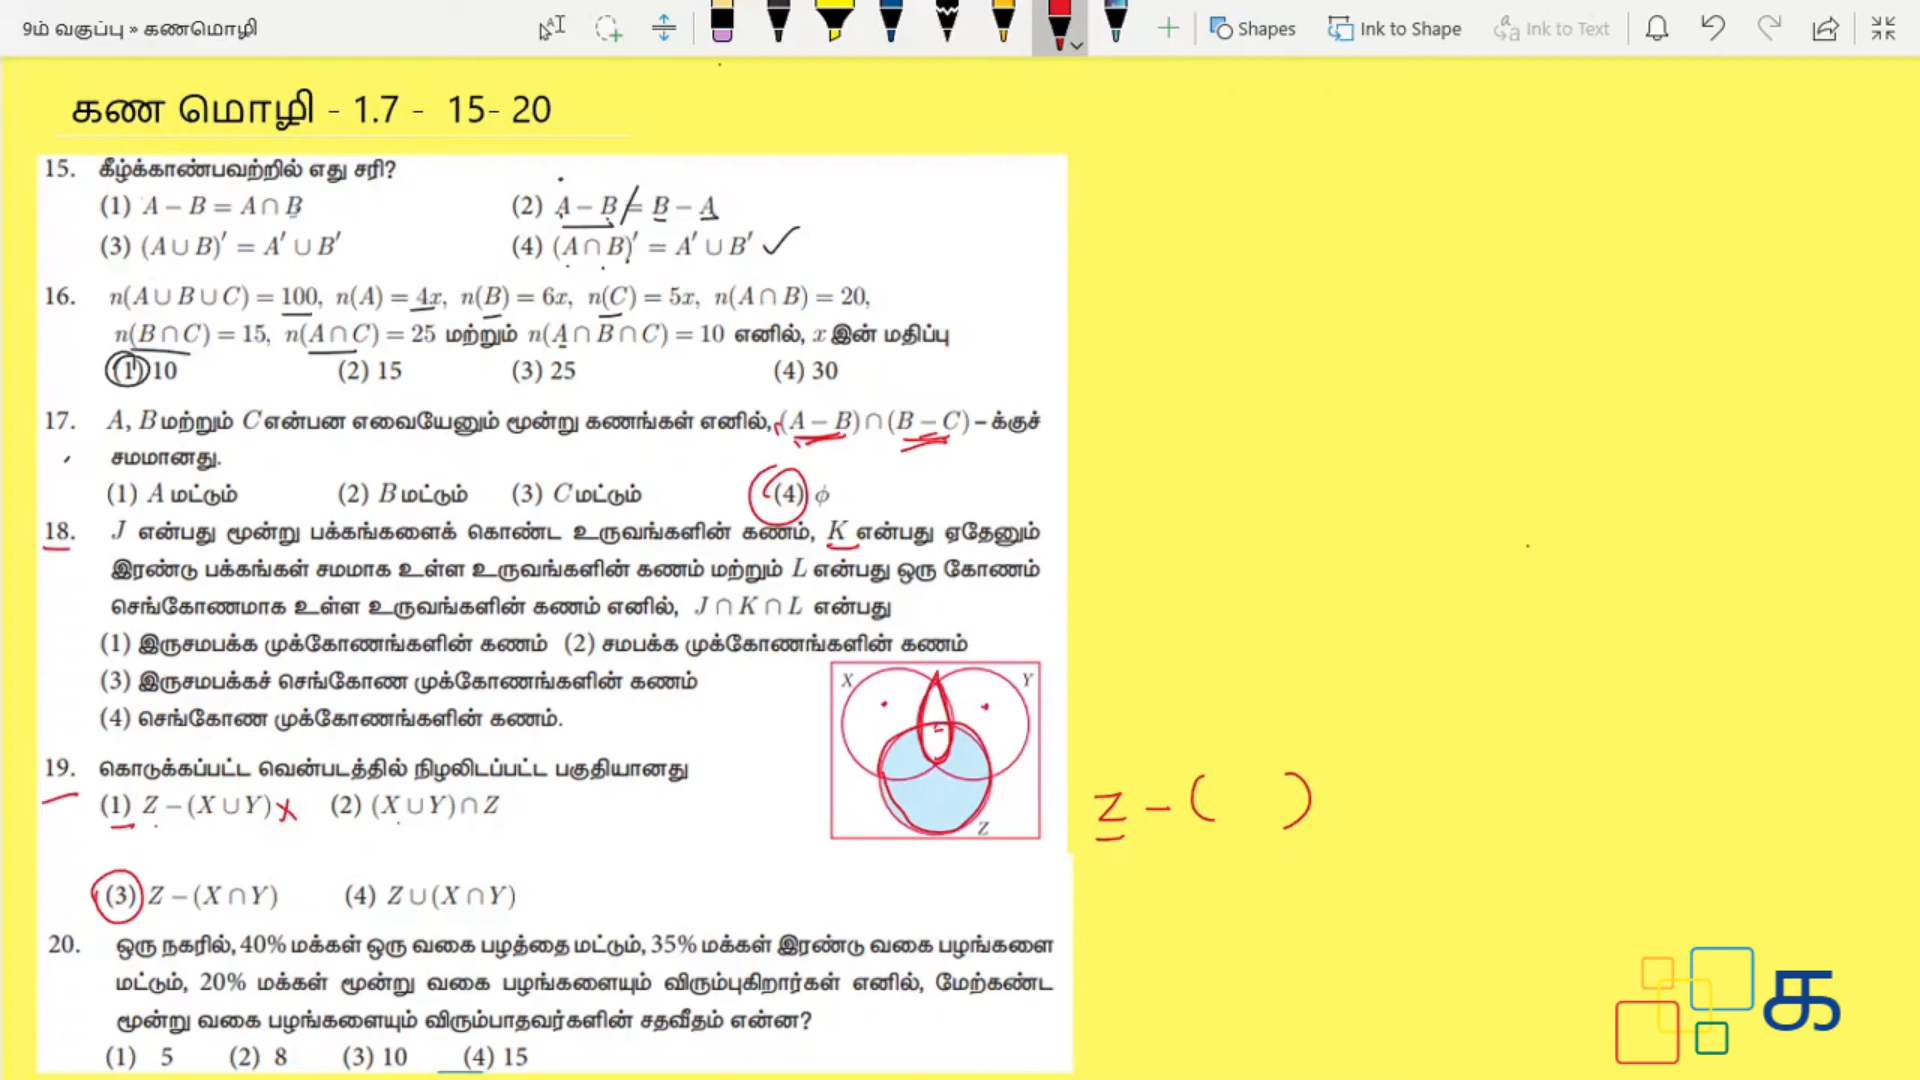 9ம் வகுப்பு » கணமொழி
Shapes
Ink to Shape
Ink to Text
கண மொழி - 1.7 - 15- 20
15. கீழ்க்காண்பவற்றில் எது சரி?
(1) A − B = A ∩ B (2) A − B = B − A
(3) (A ∪ B)′ = A′ ∪ B′ (4) (A ∩ B)′ = A′ ∪ B′
16. n(A ∪ B ∪ C) = 100, n(A) = 4x, n(B) = 6x, n(C) = 5x, n(A ∩ B) = 20,
n(B ∩ C) = 15, n(A ∩ C) = 25 மற்றும் n(A ∩ B ∩ C) = 10 எனில், x இன் மதிப்பு
(1) 10 (2) 15 (3) 25 (4) 30
17. A, B மற்றும் C என்பன எவையேனும் மூன்று கணங்கள் எனில், (A − B) ∩ (B − C) – க்குச்
சமமானது.
(1) A மட்டும் (2) B மட்டும் (3) C மட்டும் (4) ϕ
18. J என்பது மூன்று பக்கங்களைக் கொண்ட உருவங்களின் கணம், K என்பது ஏதேனும்
இரண்டு பக்கங்கள் சமமாக உள்ள உருவங்களின் கணம் மற்றும் L என்பது ஒரு கோணம்
செங்கோணமாக உள்ள உருவங்களின் கணம் எனில், J ∩ K ∩ L என்பது
(1) இருசமபக்க முக்கோணங்களின் கணம் (2) சமபக்க முக்கோணங்களின் கணம்
(3) இருசமபக்கச் செங்கோண முக்கோணங்களின் கணம்
(4) செங்கோண முக்கோணங்களின் கணம்.
X Y
Z
19. கொடுக்கப்பட்ட வென்படத்தில் நிழலிடப்பட்ட பகுதியானது
(1) Z − (X ∪ Y) x (2) (X ∪ Y) ∩ Z
z − ( )
(3) Z − (X ∩ Y) (4) Z ∪ (X ∩ Y)
20. ஒரு நகரில், 40% மக்கள் ஒரு வகை பழத்தை மட்டும், 35% மக்கள் இரண்டு வகை பழங்களை
மட்டும், 20% மக்கள் மூன்று வகை பழங்களையும் விரும்புகிறார்கள் எனில், மேற்கண்ட
மூன்று வகை பழங்களையும் விரும்பாதவர்களின் சதவீதம் என்ன?
(1) 5 (2) 8 (3) 10 (4) 15
க